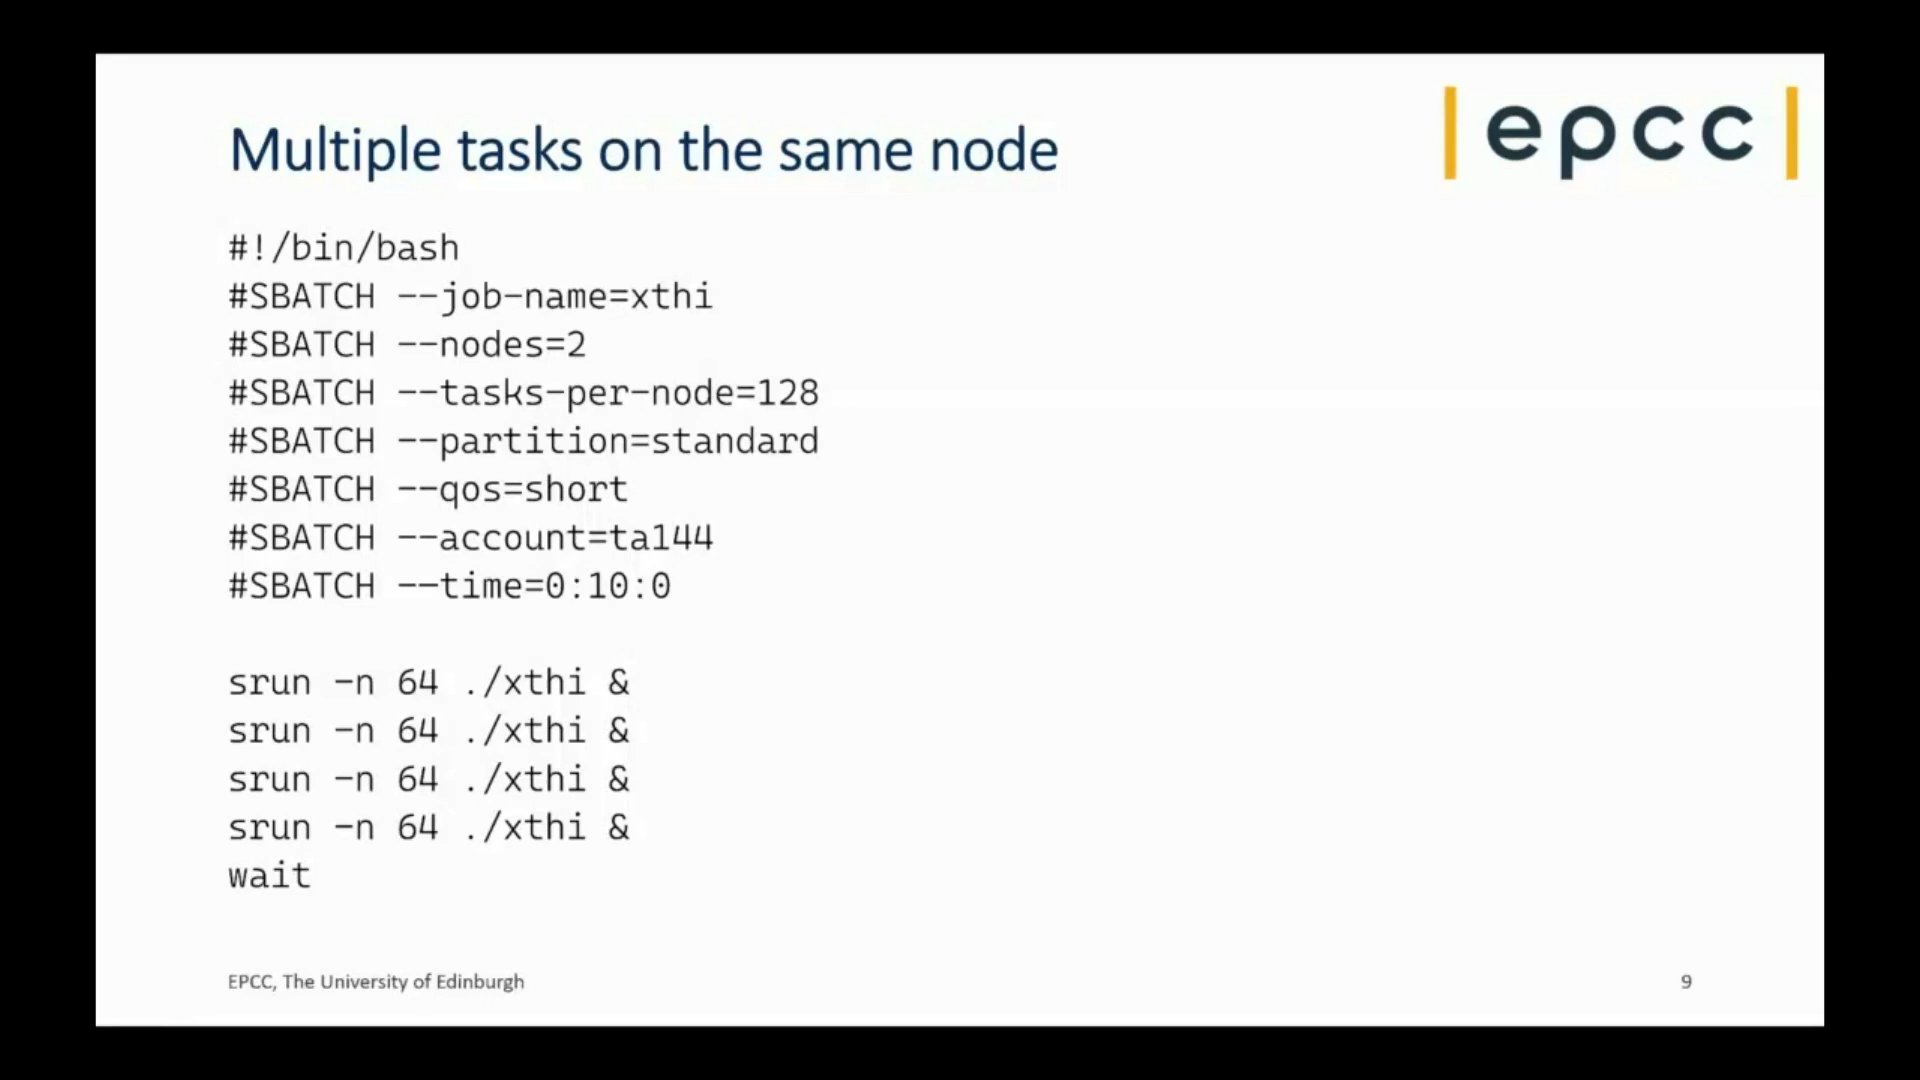 Multiple tasks on the same node
|epcc|
#!/bin/bash
#SBATCH --job-name=xthi
#SBATCH --nodes=2
#SBATCH --tasks-per-node=128
#SBATCH --partition=standard
#SBATCH --qos=short
#SBATCH --account=ta144
#SBATCH --time=0:10:0
srun -n 64 ./xthi &
srun -n 64 ./xthi &
srun -n 64 ./xthi &
srun -n 64 ./xthi &
wait
EPCC, The University of Edinburgh
9